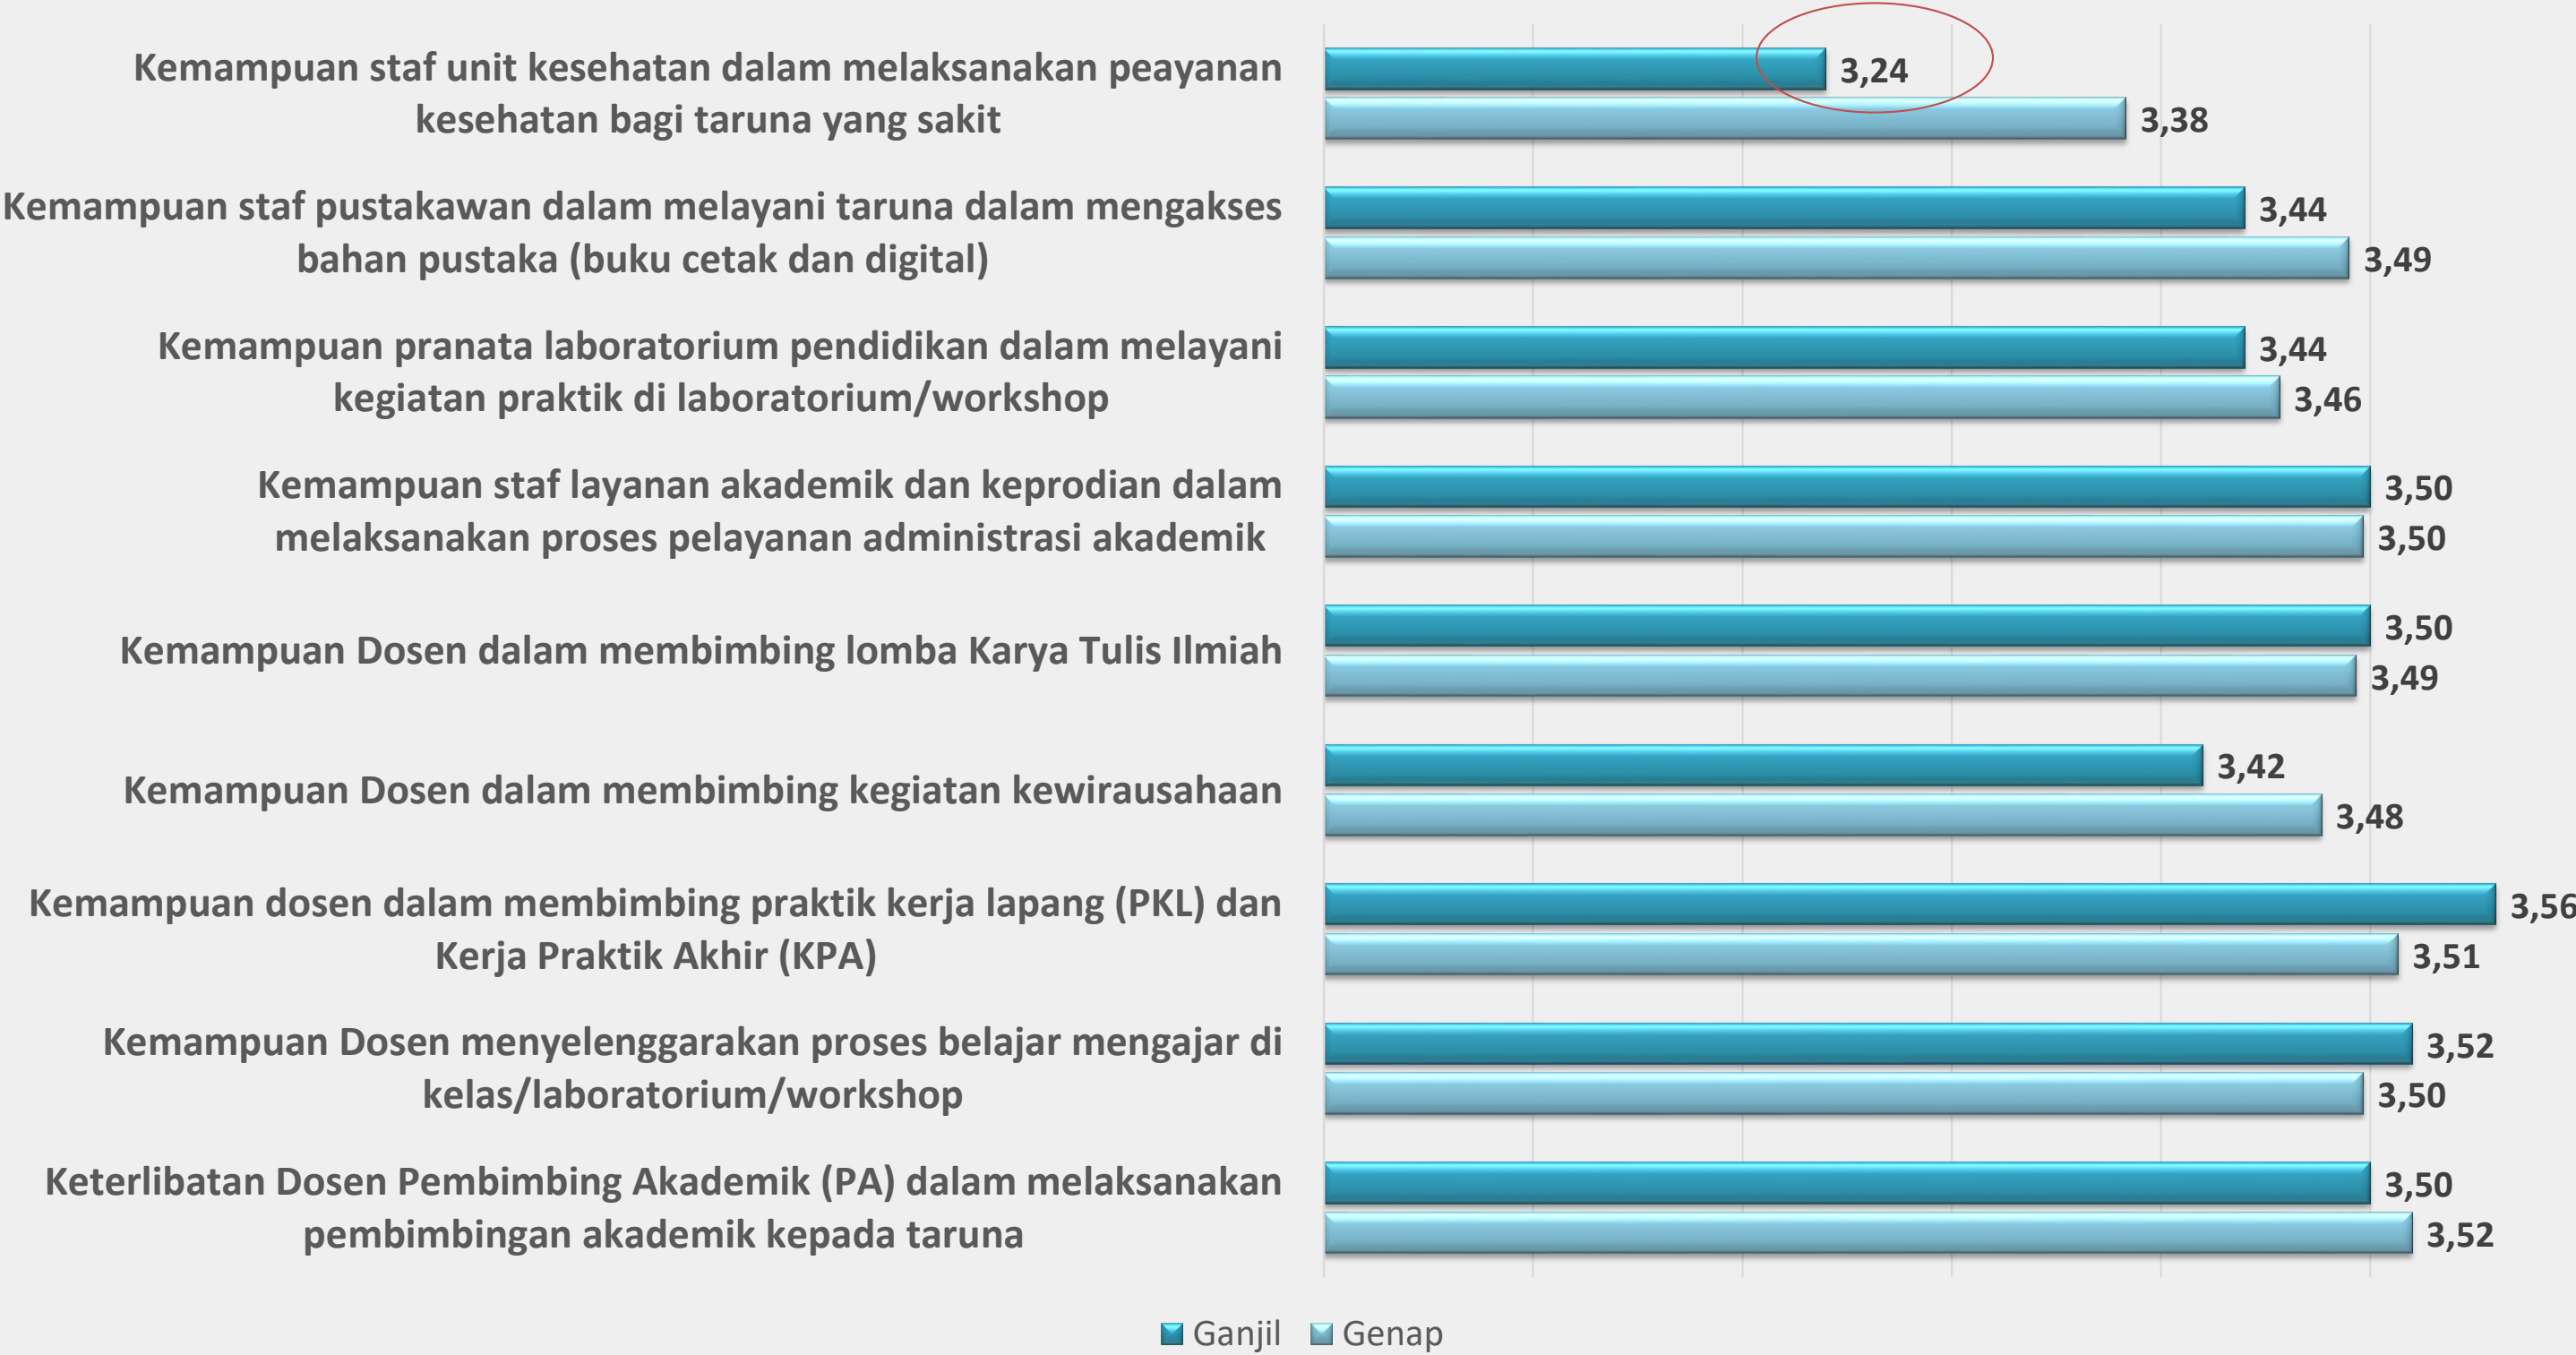 Kemampuan staf unit kesehatan dalam melaksanakan peayanan
kesehatan bagi taruna yang sakit
3,24
3,38
Kemampuan staf pustakawan dalam melayani taruna dalam mengakses
bahan pustaka (buku cetak dan digital)
3,44
3,49
Kemampuan pranata laboratorium pendidikan dalam melayani
kegiatan praktik di laboratorium/workshop
3,44
3,46
Kemampuan staf layanan akademik dan keprodian dalam
melaksanakan proses pelayanan administrasi akademik
3,50
3,50
Kemampuan Dosen dalam membimbing lomba Karya Tulis Ilmiah
3,50
3,49
Kemampuan Dosen dalam membimbing kegiatan kewirausahaan
3,42
3,48
Kemampuan dosen dalam membimbing praktik kerja lapang (PKL) dan
Kerja Praktik Akhir (KPA)
3,56
3,51
Kemampuan Dosen menyelenggarakan proses belajar mengajar di
kelas/laboratorium/workshop
3,52
3,50
Keterlibatan Dosen Pembimbing Akademik (PA) dalam melaksanakan
pembimbingan akademik kepada taruna
3,50
3,52
Ganjil Genap